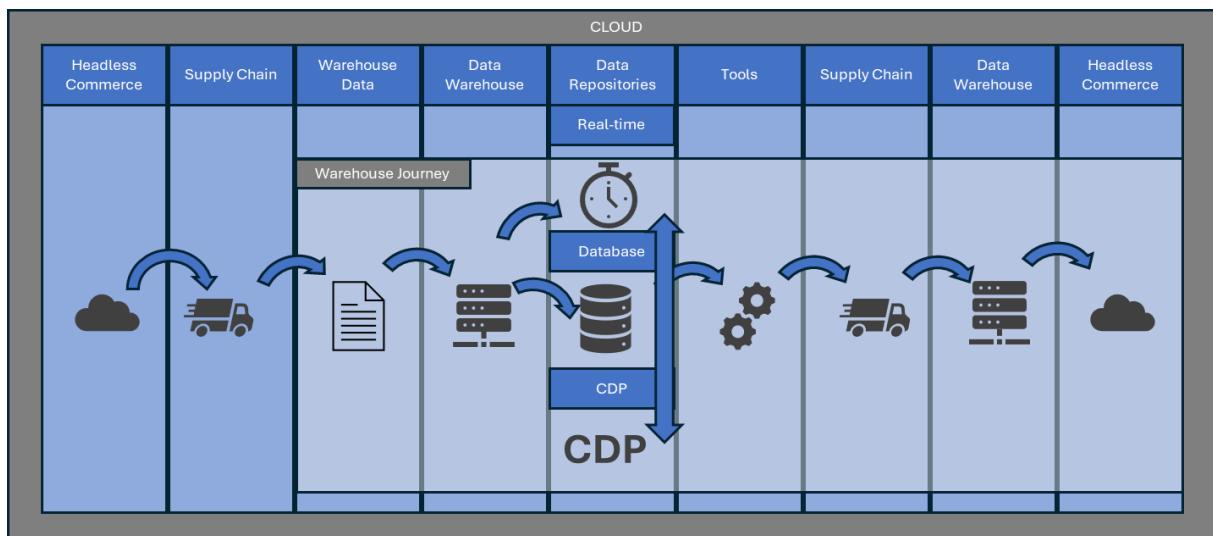 CLOUD
Headless
Commerce
Supply Chain
Warehouse
Data
Data
Warehouse
Data
Repositories
Tools
Supply Chain
Data
Warehouse
Headless
Commerce
Real-time
Warehouse Journey
Database
CDP
CDP